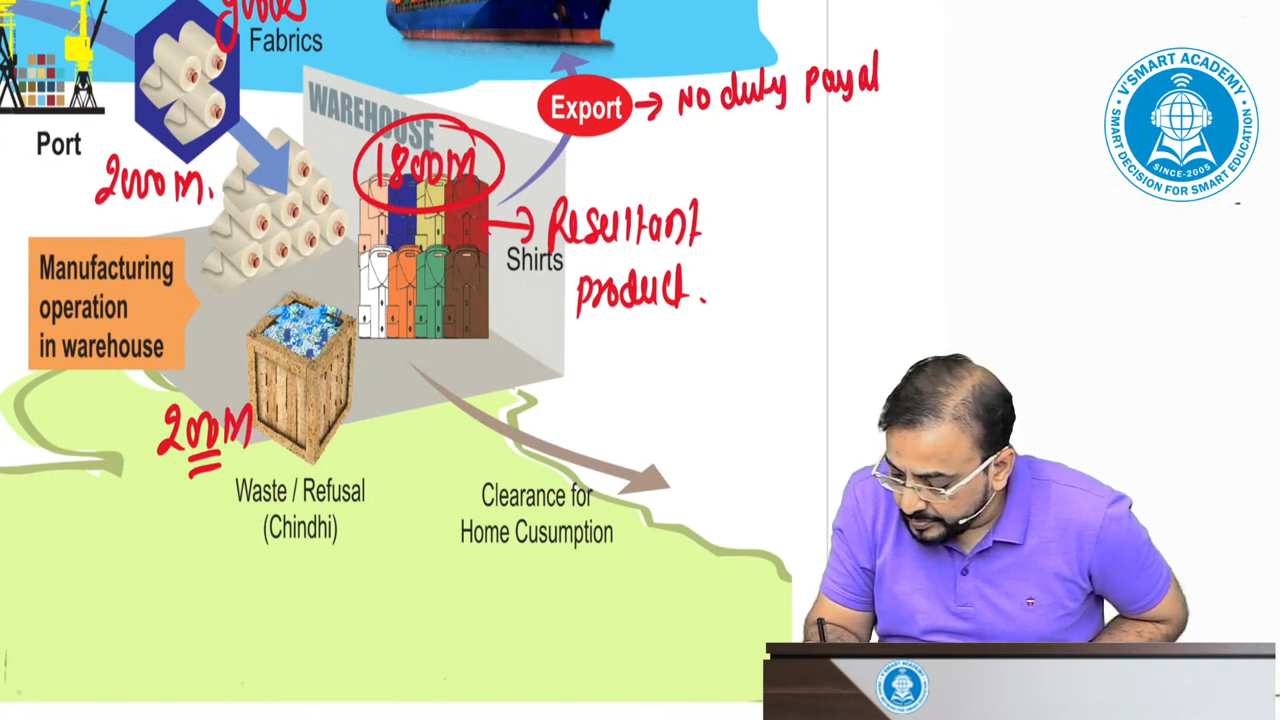 goods
Fabrics
Port
WAREHOUSE
Export
→ No duty payal
2000 M.
1800M
→ Resultant
product.
Shirts
Manufacturing
operation
in warehouse
200M
Waste / Refusal
(Chindhi)
Clearance for
Home Cusumption
V'SMART ACADEMY
SMART DECISION FOR SMART EDUCATION
SINCE-2005